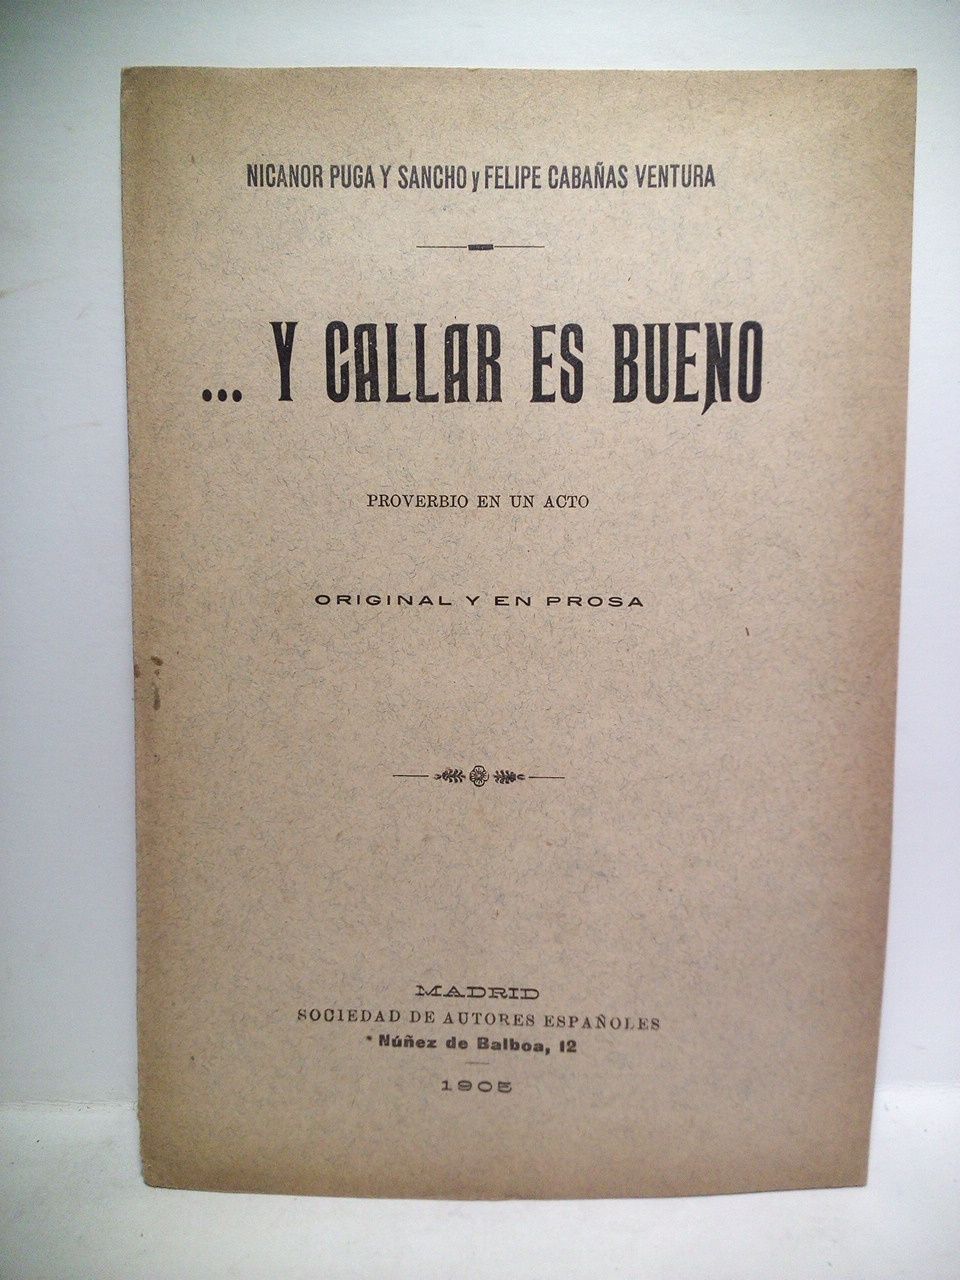 NICANOR PUGA Y SANCHO y FELIPE CABAÑAS VENTURA
... Y CALLAR ES BUENO
PROVERBIO EN UN ACTO
ORIGINAL Y EN PROSA
MADRID
SOCIEDAD DE AUTORES ESPAÑOLES
Núñez de Balboa, 12
1905